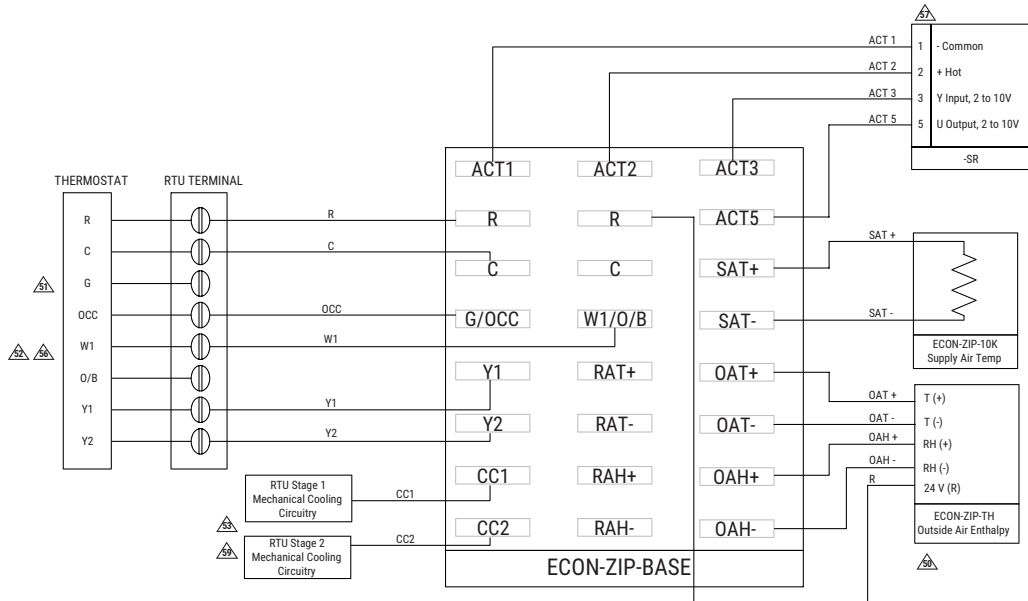 57
ACT 1
1
- Common
ACT 2
2
+ Hot
ACT 3
3
Y Input, 2 to 10V
ACT 5
5
U Output, 2 to 10V
-SR
THERMOSTAT
RTU TERMINAL
R
C
G
OCC
W1
O/B
Y1
Y2
51
52
56
R
C
OCC
W1
Y1
Y2
ACT1
ACT2
ACT3
R
R
ACT5
C
C
SAT+
G/OCC
W1/O/B
SAT-
Y1
RAT+
OAT+
Y2
RAT-
OAT-
CC1
RAH+
OAH+
CC2
RAH-
OAH-
ECON-ZIP-BASE
RTU Stage 1
Mechanical Cooling
Circuitry
CC1
53
59
RTU Stage 2
Mechanical Cooling
Circuitry
CC2
SAT +
SAT -
ECON-ZIP-10K
Supply Air Temp
OAT +
T (+)
OAT -
T (-)
OAH +
RH (+)
OAH -
RH (-)
R
24 V (R)
ECON-ZIP-TH
Outside Air Enthalpy
50